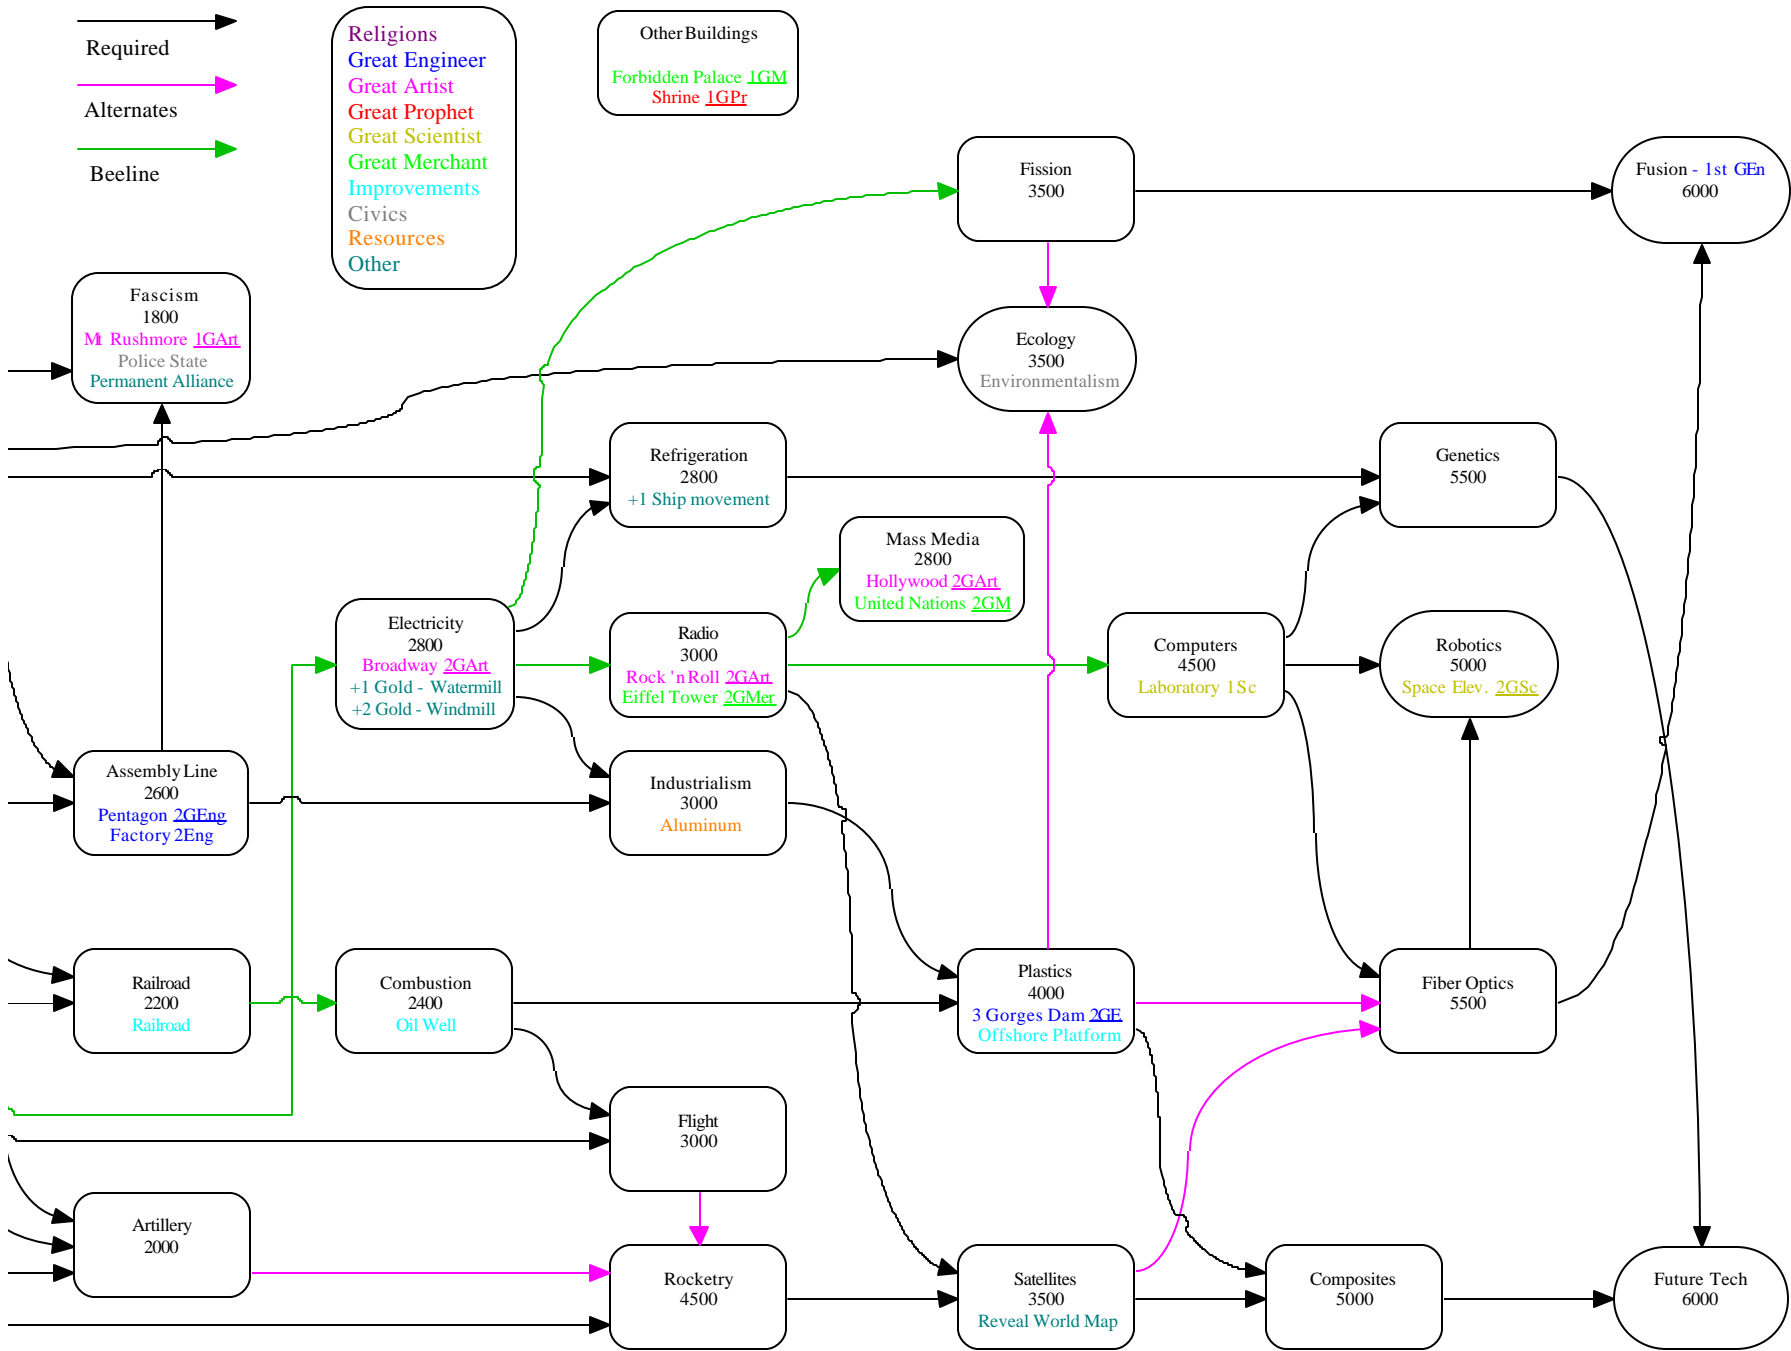 Required
Alternates
Beeline
Religions
Great Engineer
Great Artist
Great Prophet
Great Scientist
Great Merchant
Improvements
Civics
Resources
Other
Other Buildings
Forbidden Palace 1GM
Shrine 1GPr
Fission
3500
Fusion - 1st GEn
6000
Fascism
1800
Mt Rushmore 1GArt
Police State
Permanent Alliance
Ecology
3500
Environmentalism
Refrigeration
2800
+1 Ship movement
Genetics
5500
Mass Media
2800
Hollywood 2GArt
United Nations 2GM
Electricity
2800
Broadway 2GArt
+1 Gold - Watermill
+2 Gold - Windmill
Radio
3000
Rock 'n Roll 2GArt
Eiffel Tower 2GMer
Computers
4500
Laboratory 1Sc
Robotics
5000
Space Elev. 2GSc
Assembly Line
2600
Pentagon 2GEng
Factory 2Eng
Industrialism
3000
Aluminum
Railroad
2200
Railroad
Combustion
2400
Oil Well
Plastics
4000
3 Gorges Dam 2GE
Offshore Platform
Fiber Optics
5500
Flight
3000
Artillery
2000
Rocketry
4500
Satellites
3500
Reveal World Map
Composites
5000
Future Tech
6000